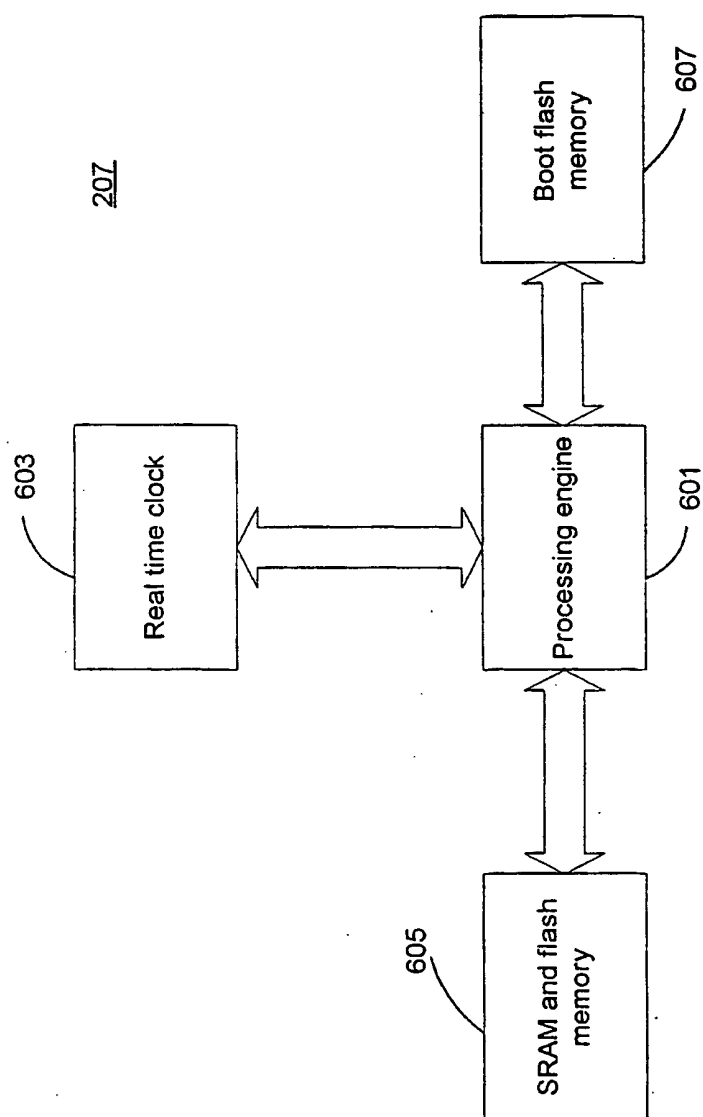 207
603
Real time clock
605
SRAM and flash
memory
Processing engine
601
Boot flash
memory
607